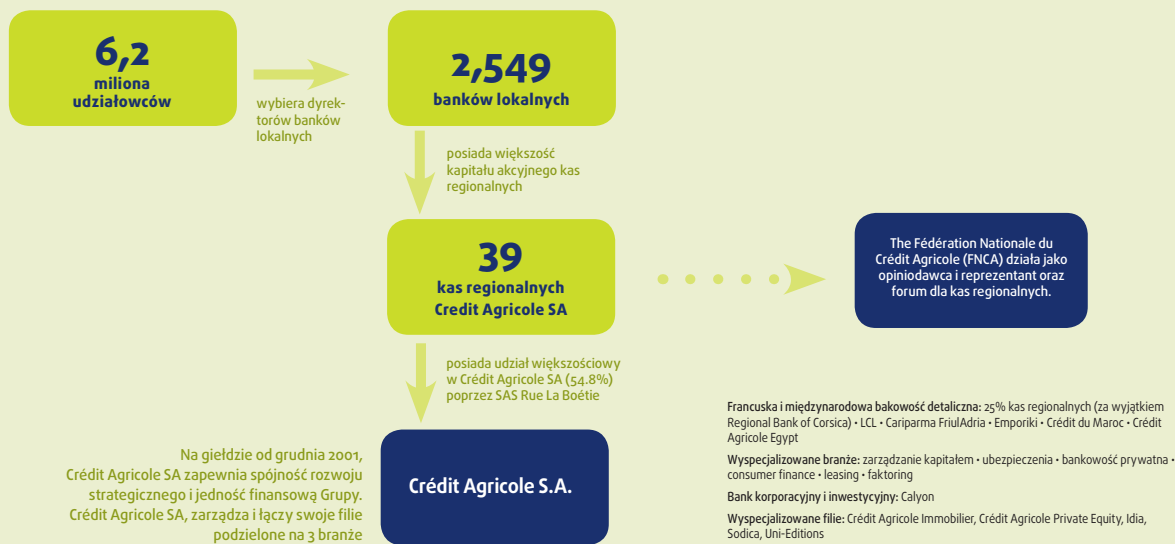 6,2
miliona
udziałowców
wybiera dyrek-
torów banków
lokalnych
2,549
banków lokalnych
posiada większość
kapitału akcyjnego kas
regionalnych
39
kas regionalnych
Credit Agricole SA
The Fédération Nationale du
Crédit Agricole (FNCA) działa jako
opiniodawca i reprezentant oraz
forum dla kas regionalnych.
posiada udział większościowy
w Crédit Agricole SA (54.8%)
poprzez SAS Rue La Boétie
Na giełdzie od grudnia 2001,
Crédit Agricole SA zapewnia spójność rozwoju
strategicznego i jedność finansową Grupy.
Crédit Agricole SA, zarządza i łączy swoje filie
podzielone na 3 branże
Crédit Agricole S.A.
Francuska i międzynarodowa bakowość detaliczna: 25% kas regionalnych (za wyjątkiem
Regional Bank of Corsica) • LCL • Cariparma FriulAdria • Emporiki • Crédit du Maroc • Crédit
Agricole Egypt
Wyspecjalizowane branże: zarządzanie kapitałem • ubezpieczenia • bankowość prywatna •
consumer finance • leasing • faktoring
Bank korporacyjny i inwestycyjny: Calyon
Wyspecjalizowane filie: Crédit Agricole Immobilier, Crédit Agricole Private Equity, Idia,
Sodica, Uni-Editions